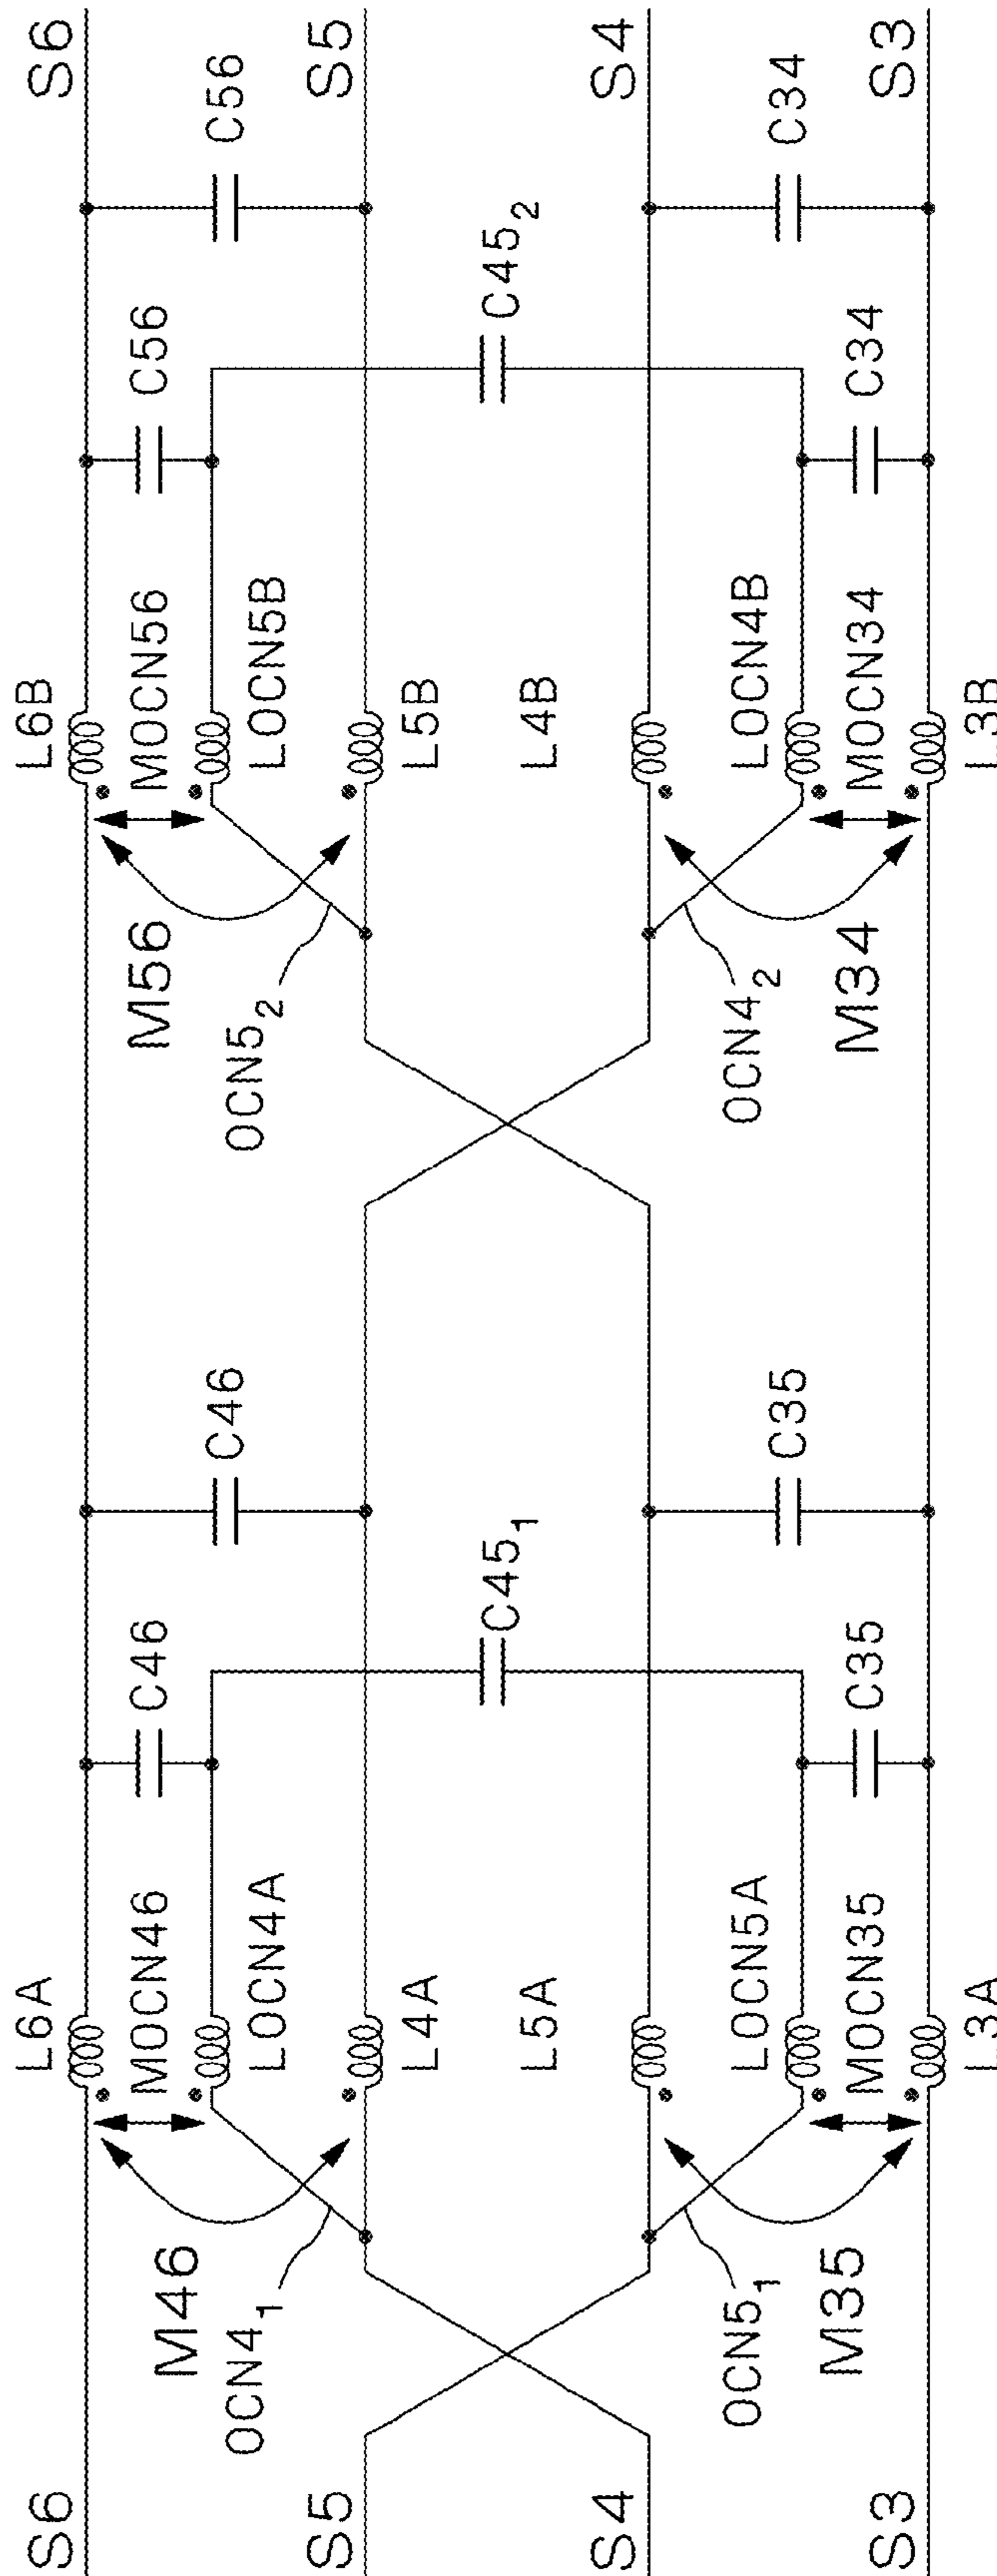 S6
S5
S4
S3
L6A
MOCN46
LOCN4A
L4A
M46
OCN4₁
L5A
LOCN5A
MOCN35
L3A
M35
OCN5₁
C46
C45₁
C35
C46
C35
L6B
MOCN56
LOCN5B
L5B
M56
OCN5₂
L4B
LOCN4B
MOCN34
L3B
M34
OCN4₂
C56
C45₂
C34
C56
C34
S6
S5
S4
S3